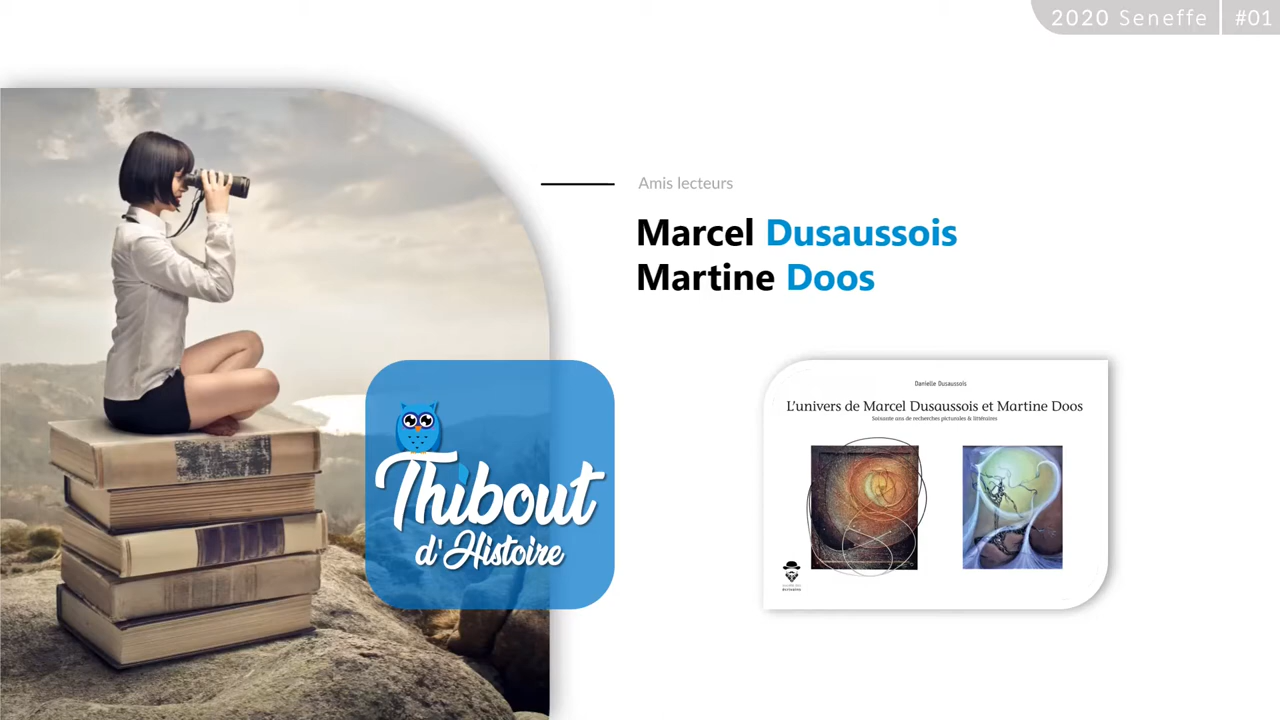 2020 Seneffe #01
Amis lecteurs
Marcel Dusaussois
Martine Doos
Thibout
d'Histoire
Danielle Dusaussois
L'univers de Marcel Dusaussois et Martine Doos
Soixante ans de recherches picturales & littéraires